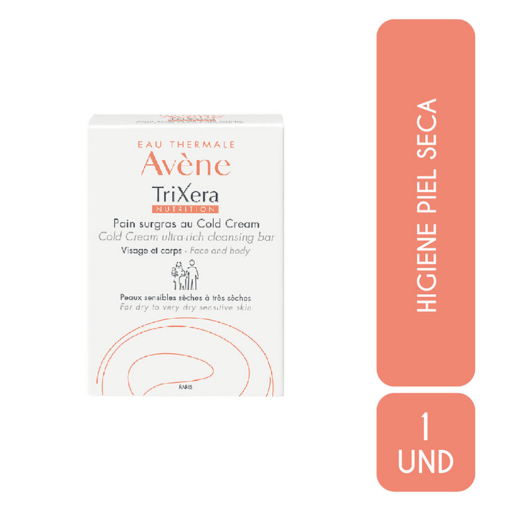 EAU THERMALE
Avène
TriXera
NUTRITION
Pain surgras au Cold Cream
Cold Cream ultra-rich cleansing bar
Visage et corps - Face and body
Peaux sensibles sèches à très sèches
For dry to very dry sensitive skin
PARIS
HIGIENE PIEL SECA
1
UND